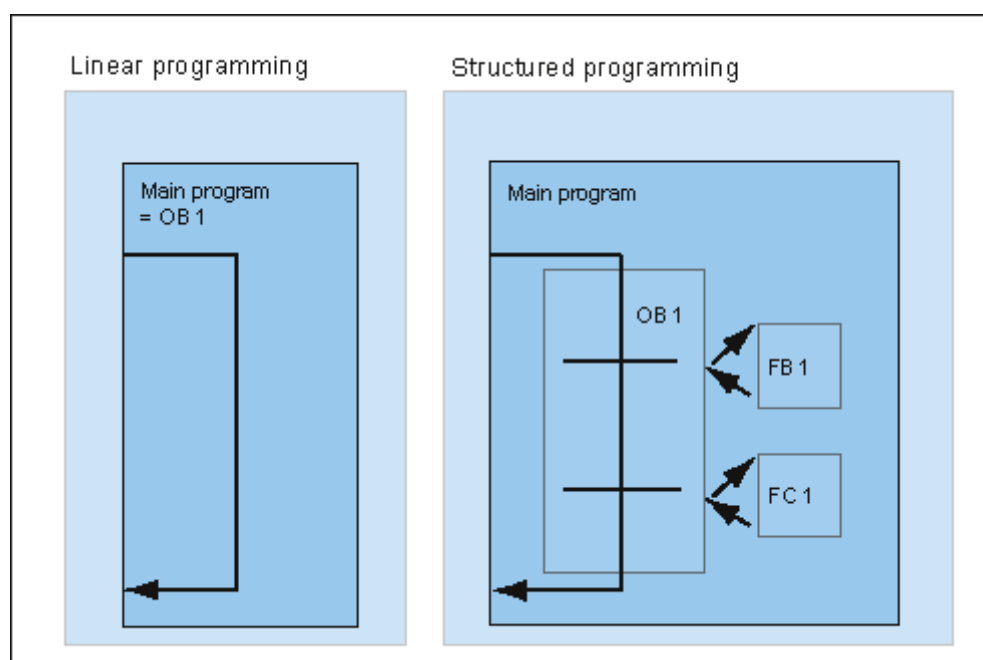 Linear programming
Main program
= OB 1
Structured programming
Main program
OB 1
FB 1
FC 1